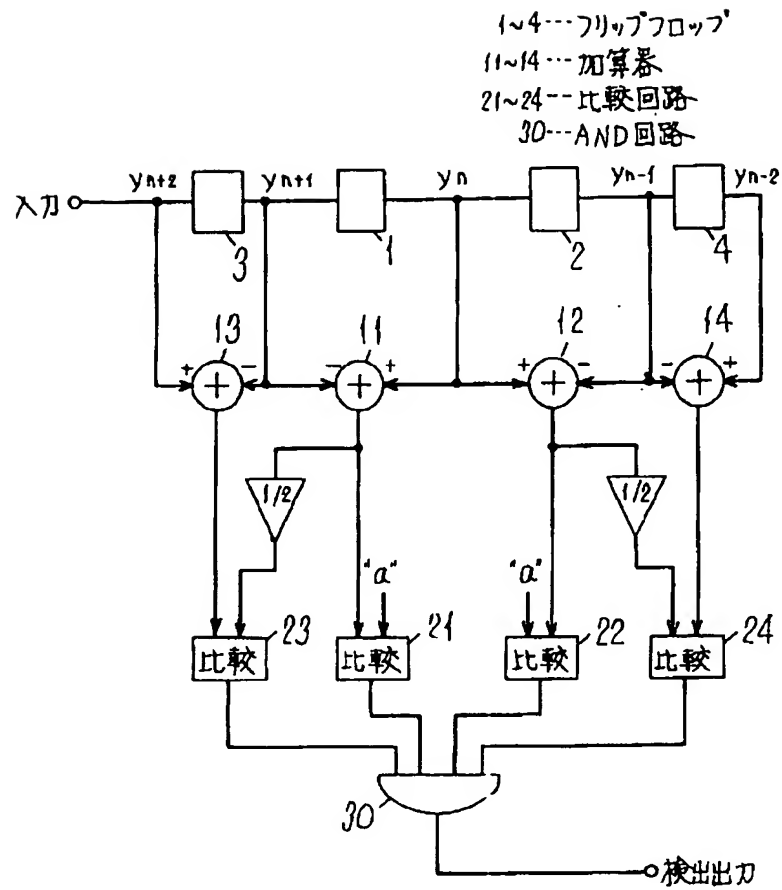 1~4…フリップフロップ
11~14…加算器
21~24…比較回路
30…AND回路
yn+2 yn+1 yn yn-1 yn-2
入力
3 1 2 4
13 11 12 14
+ - - + + - - +
1/2 1/2
"a" "a"
比較 23 比較 21 比較 22 比較 24
30
検出出力